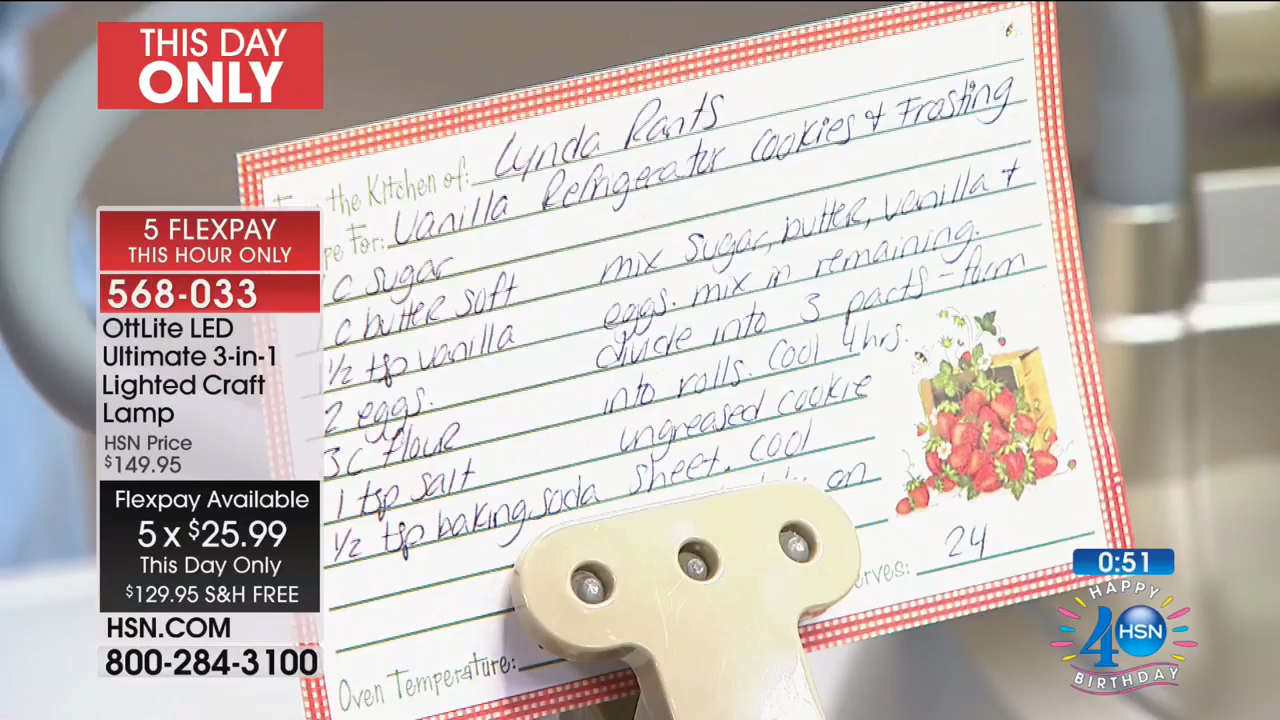 THIS DAY
ONLY
5 FLEXPAY
THIS HOUR ONLY
568-033
OttLite LED
Ultimate 3-in-1
Lighted Craft
Lamp
HSN Price
$149.95
Flexpay Available
5 x $25.99
This Day Only
$129.95 S&H FREE
HSN.COM
800-284-3100
the Kitchen of: Lynda Rants
For: Vanilla Refrigerator Cookies & Frosting
c sugar
c butter soft
1/2 tsp vanilla
2 eggs.
3c flour
1 tsp salt
1/2 tsp baking soda
mix sugar, butter, vanilla +
eggs. mix in remaining.
divide into 3 parts - form
into rolls. Cool 4 hrs.
ungreased cookie
sheet. cool
on
24
Oven Temperature:
0:51
HAPPY
40
HSN
BIRTHDAY